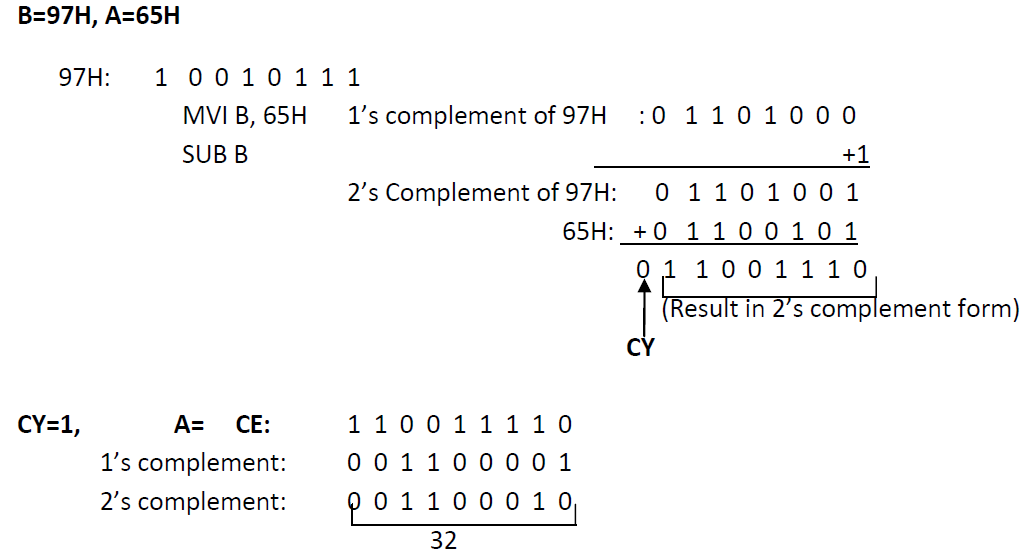 B=97H, A=65H
97H: 1 0 0 1 0 1 1 1
MVI B, 65H 1’s complement of 97H :0 1 1 0 1 0 0 0
SUB B +1
2’s Complement of 97H: 0 1 1 0 1 0 0 1
65H: +0 1 1 0 0 1 0 1
0 1 1 0 0 1 1 1 0
(Result in 2’s complement form)
CY
CY=1, A= CE: 1 1 0 0 1 1 1 1 0
1’s complement: 0 0 1 1 0 0 0 0 1
2’s complement: 0 0 1 1 0 0 0 1 0
32